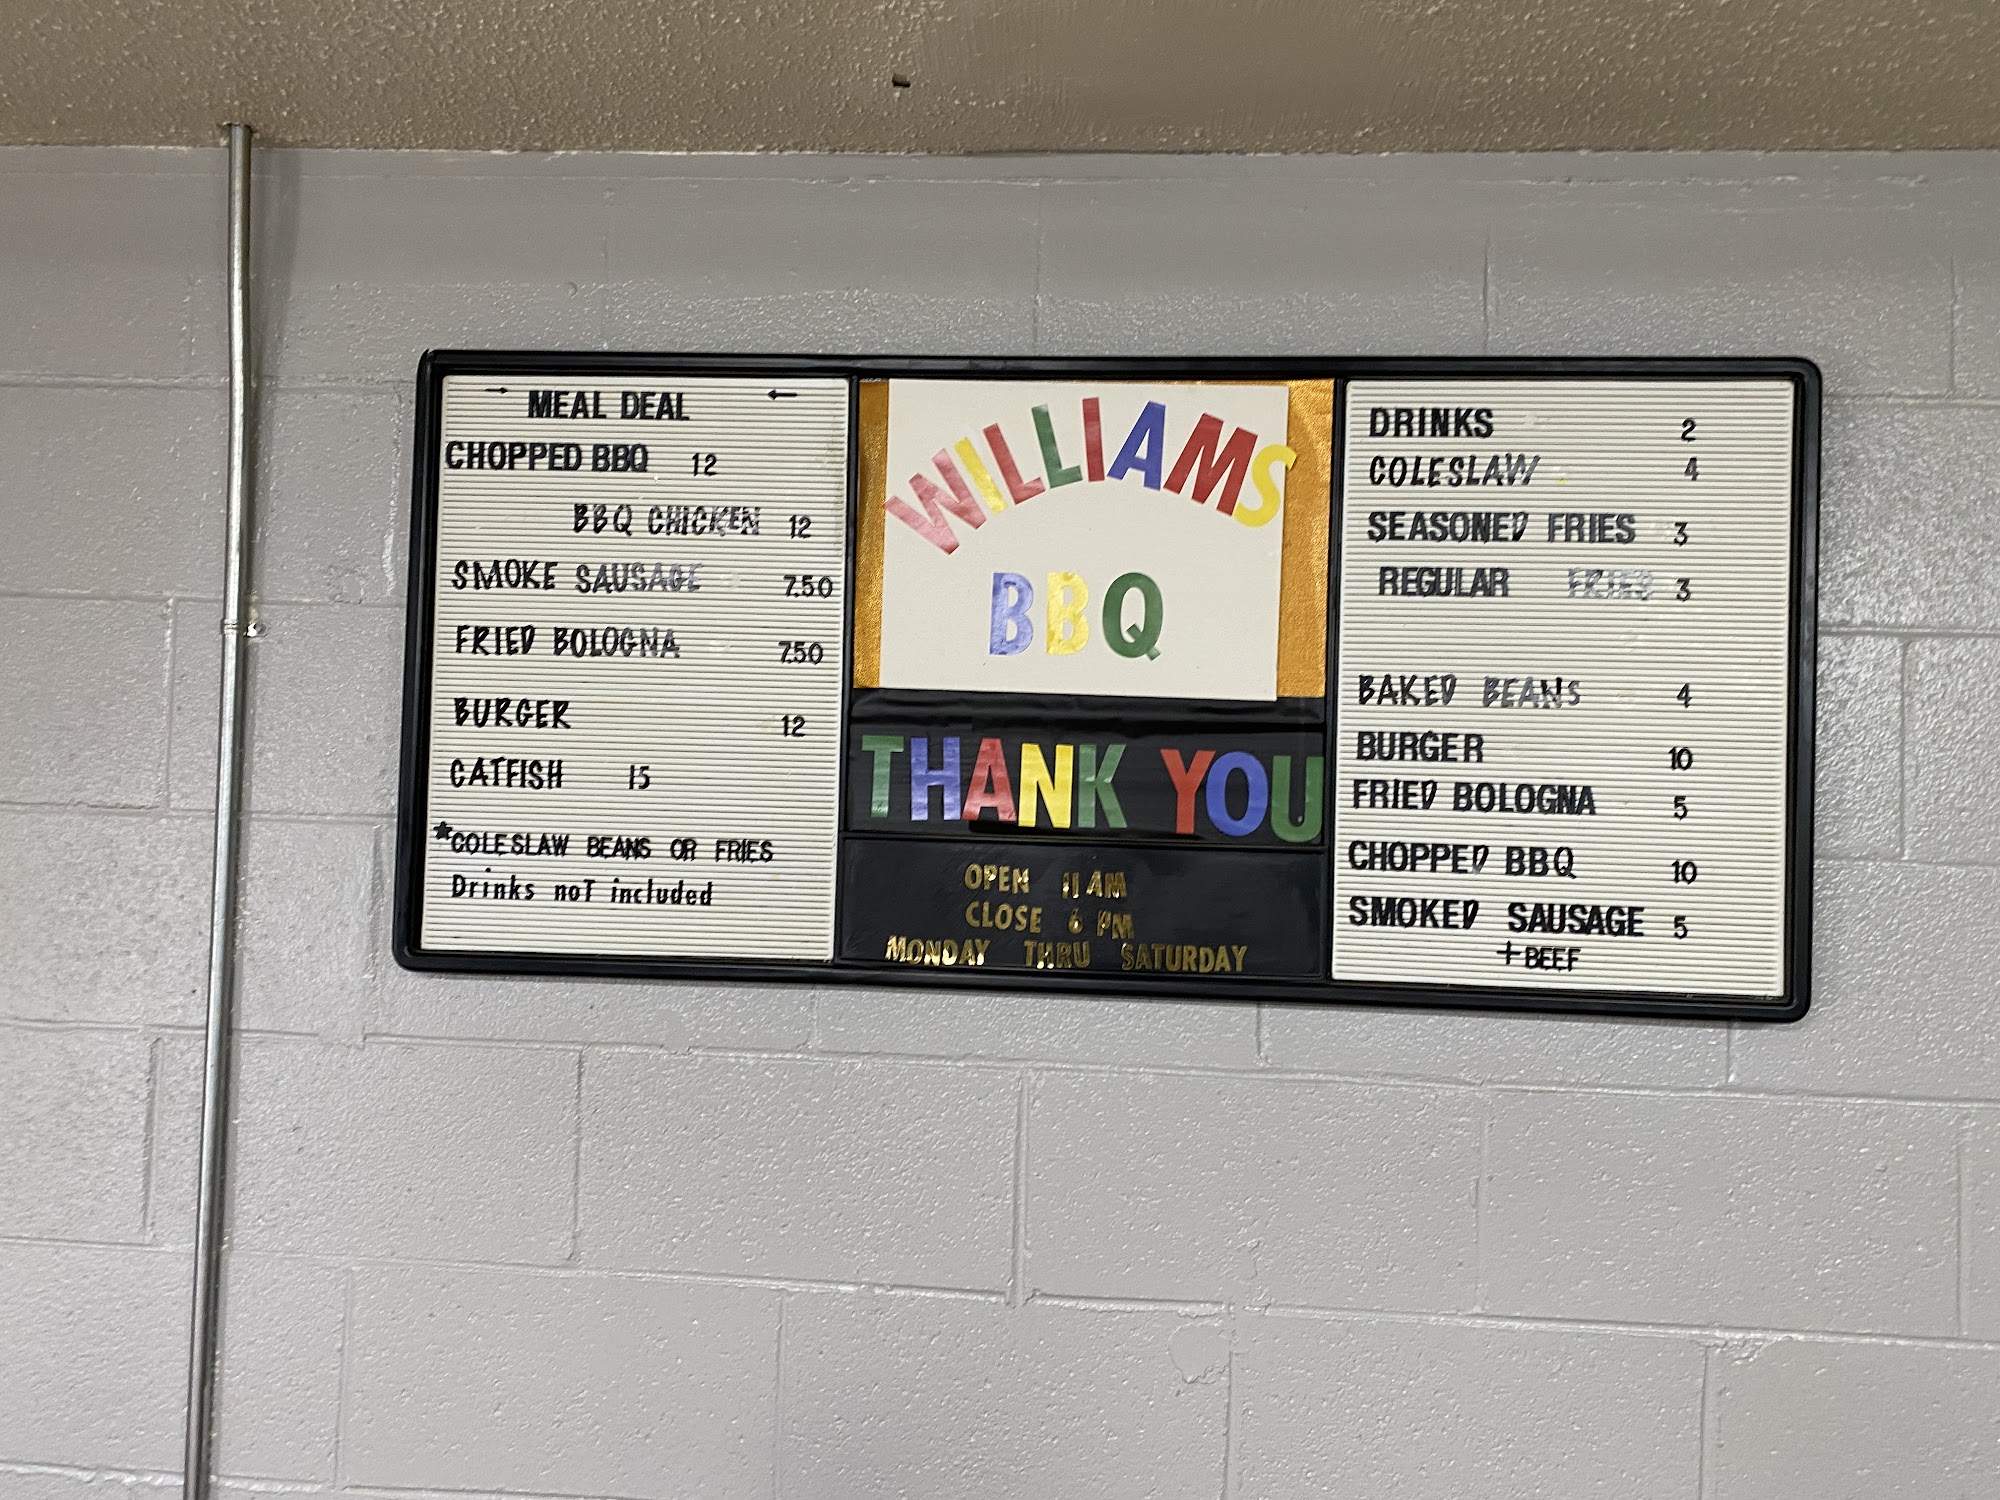 MEAL DEAL
CHOPPED BBQ 12
BBQ CHICKEN 12
SMOKE SAUSAGE 7.50
FRIED BOLOGNA 7.50
BURGER 12
CATFISH 15
*COLESLAW BEANS OR FRIES
Drinks noT included
WILLIAMS
BBQ
THANK YOU
OPEN 11 AM
CLOSE 6 PM
MONDAY THRU SATURDAY
DRINKS 2
COLESLAW 4
SEASONED FRIES 3
REGULAR FRIES 3
BAKED BEANS 4
BURGER 10
FRIED BOLOGNA 5
CHOPPED BBQ 10
SMOKED SAUSAGE 5
+BEEF